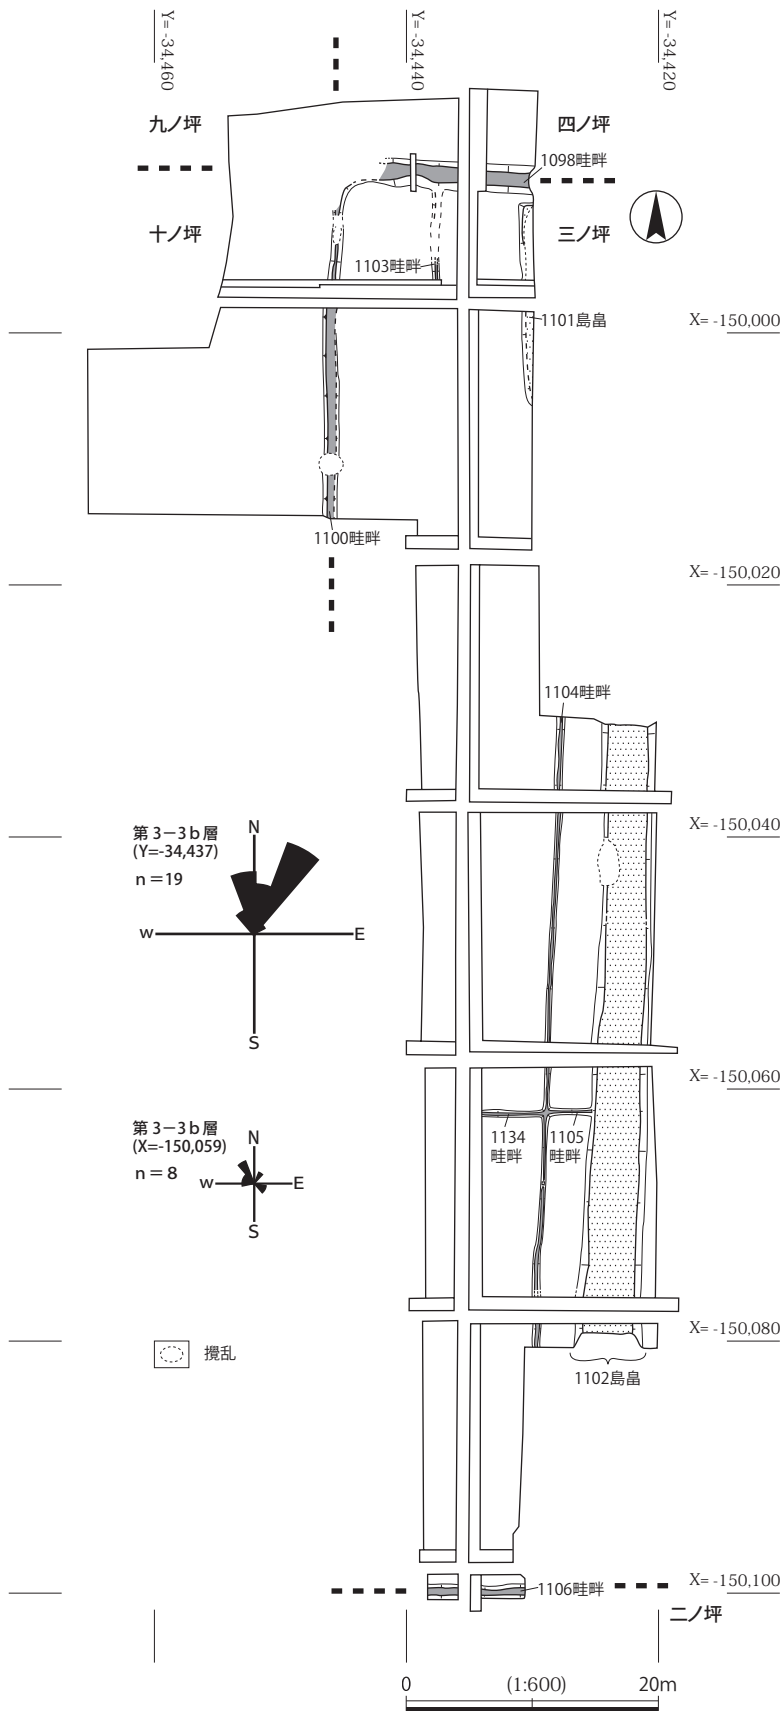 Y= -34,460
Y= -34,440
Y= -34,420
九ノ坪
四ノ坪
1098畦畔
十ノ坪
三ノ坪
1103畦畔
1101島畠
X= -150,000
1100畦畔
X= -150,020
1104畦畔
第3−3b層
(Y=-34,437)
n＝19
N
W
E
S
X= -150,040
X= -150,060
第3−3b層
(X=-150,059)
n＝8
N
W
E
S
1134
畦畔
1105
畦畔
X= -150,080
攪乱
1102島畠
1106畦畔
X= -150,100
二ノ坪
0
(1:600)
20m